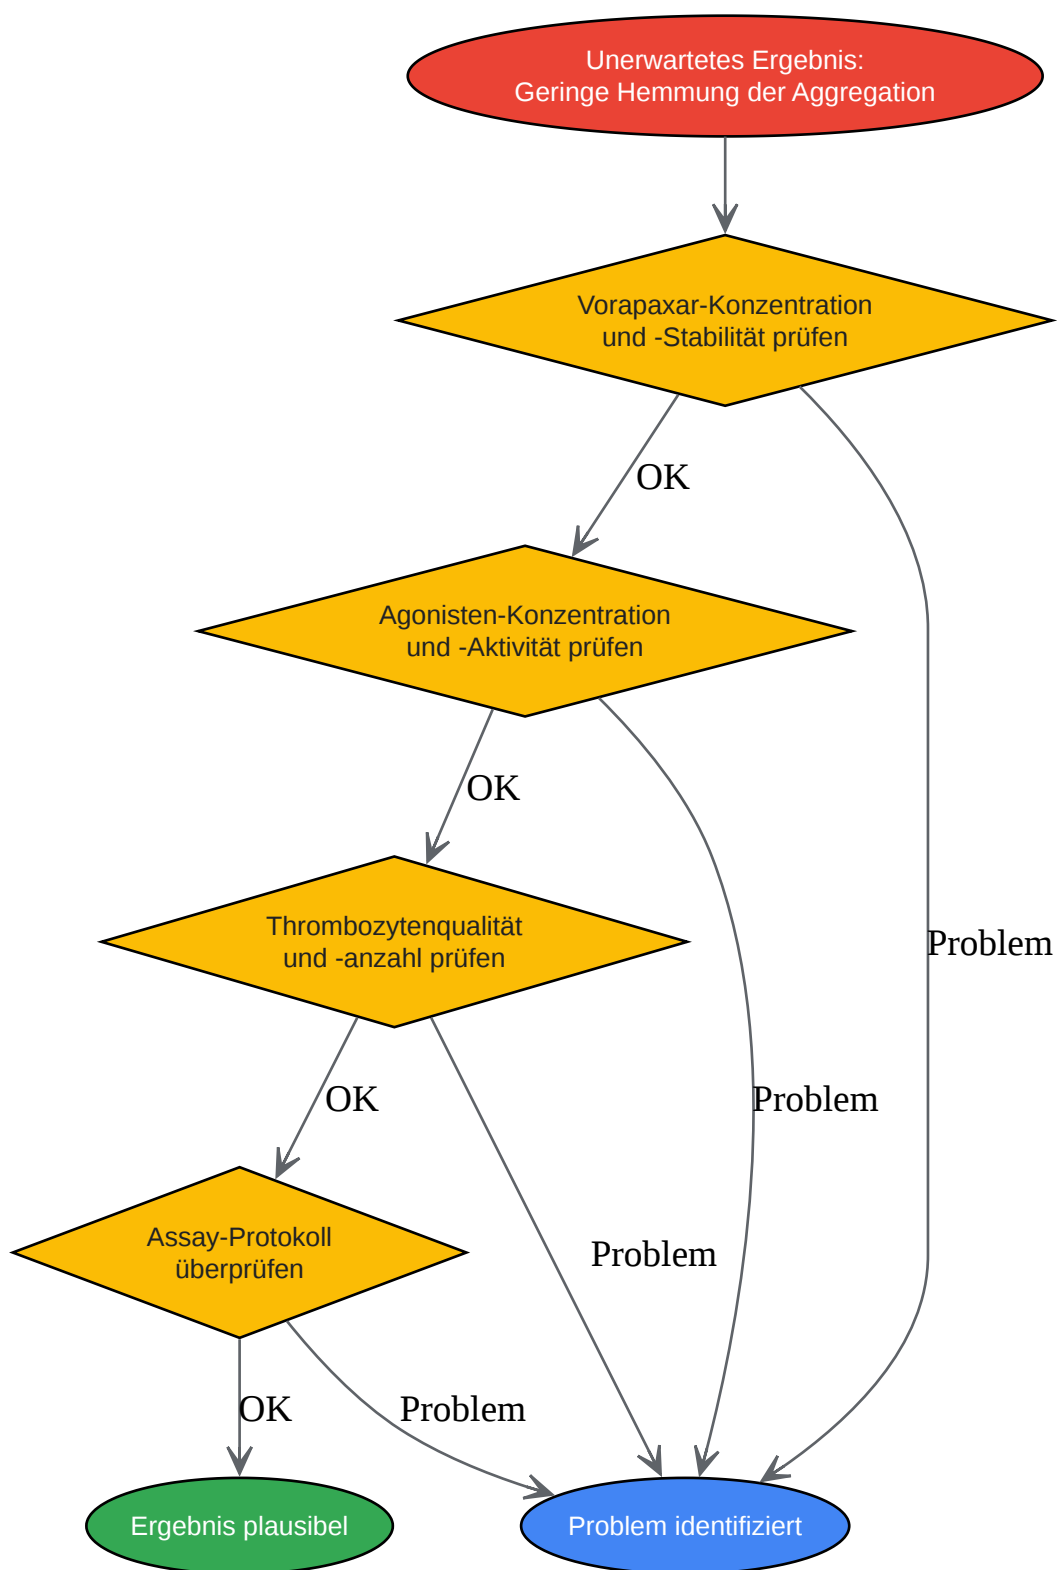 Unerwartetes Ergebnis:
Geringe Hemmung der Aggregation
Vorapaxar-Konzentration
und -Stabilität prüfen
OK
Agonisten-Konzentration
und -Aktivität prüfen
OK
Thrombozytenqualität
und -anzahl prüfen
Problem
OK
Problem
Assay-Protokoll
überprüfen
Problem
OK
Problem
Ergebnis plausibel
Problem identifiziert